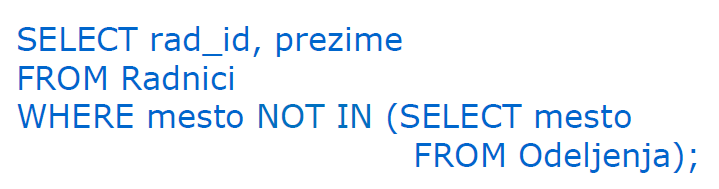 SELECT rad_id, prezime
FROM Radnici
WHERE mesto NOT IN (SELECT mesto
FROM Odeljenja);